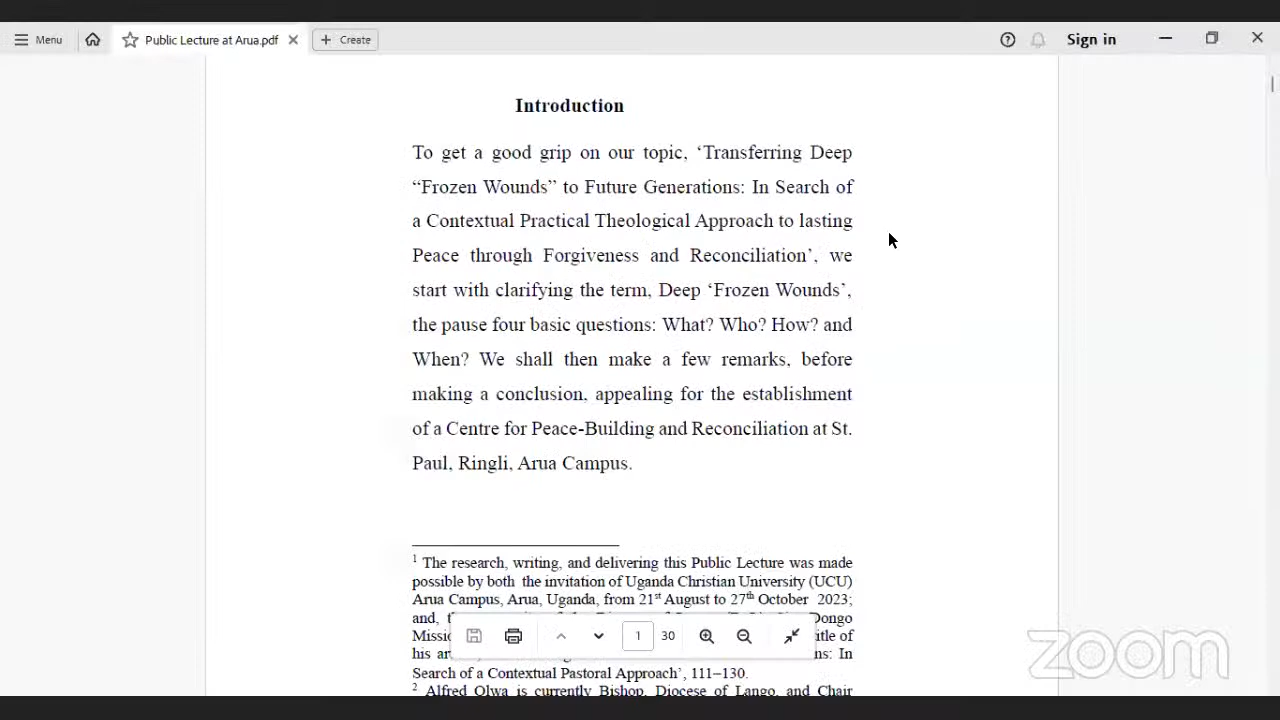 Menu
Public Lecture at Arua.pdf
Create
Sign in
Introduction
To get a good grip on our topic, ‘Transferring Deep
“Frozen Wounds” to Future Generations: In Search of
a Contextual Practical Theological Approach to lasting
Peace through Forgiveness and Reconciliation’, we
start with clarifying the term, Deep ‘Frozen Wounds’,
the pause four basic questions: What? Who? How? and
When? We shall then make a few remarks, before
making a conclusion, appealing for the establishment
of a Centre for Peace-Building and Reconciliation at St.
Paul, Ringli, Arua Campus.
1 The research, writing, and delivering this Public Lecture was made
possible by both the invitation of Uganda Christian University (UCU)
Arua Campus, Arua, Uganda, from 21st August to 27th October 2023;
and, Dongo
Missi
his
1 30
Search of a Contextual Pastoral Approach’, 111–130.
2 Alfred Olwa is currently Bishop, Diocese of Lango, and Chair
zoom